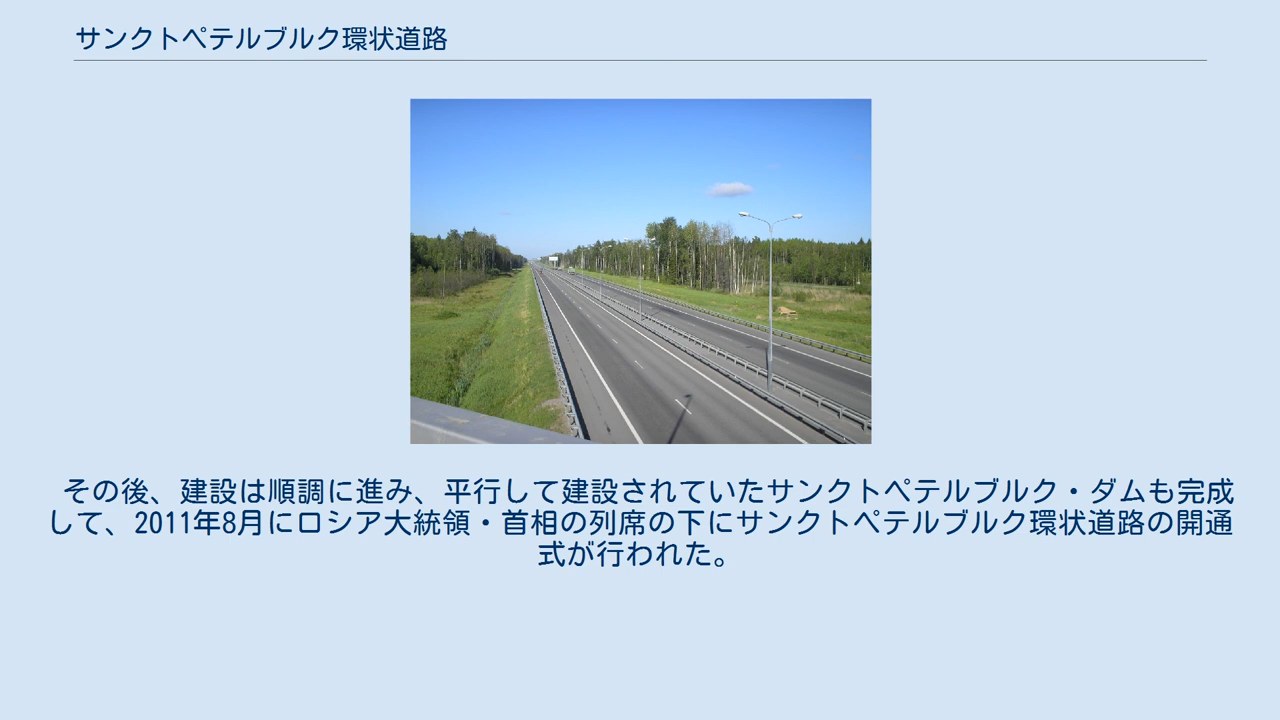 サンクトペテルブルク環状道路
その後、建設は順調に進み、平行して建設されていたサンクトペテルブルク・ダムも完成
して、2011年8月にロシア大統領・首相の列席の下にサンクトペテルブルク環状道路の開通
式が行われた。